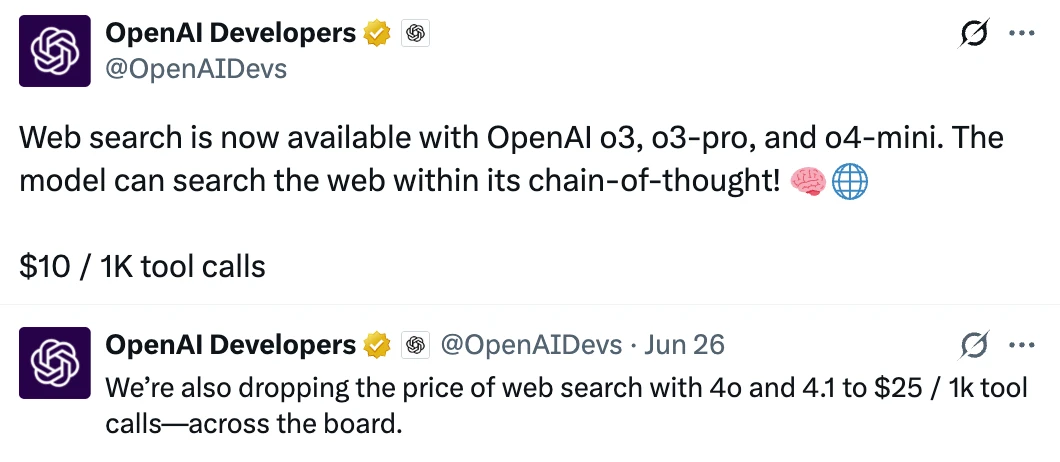 OpenAI Developers
@OpenAIDevs
Web search is now available with OpenAI o3, o3-pro, and o4-mini. The
model can search the web within its chain-of-thought! 🧠🌐
$10 / 1K tool calls
OpenAI Developers @OpenAIDevs · Jun 26
We’re also dropping the price of web search with 4o and 4.1 to $25 / 1k tool
calls—across the board.